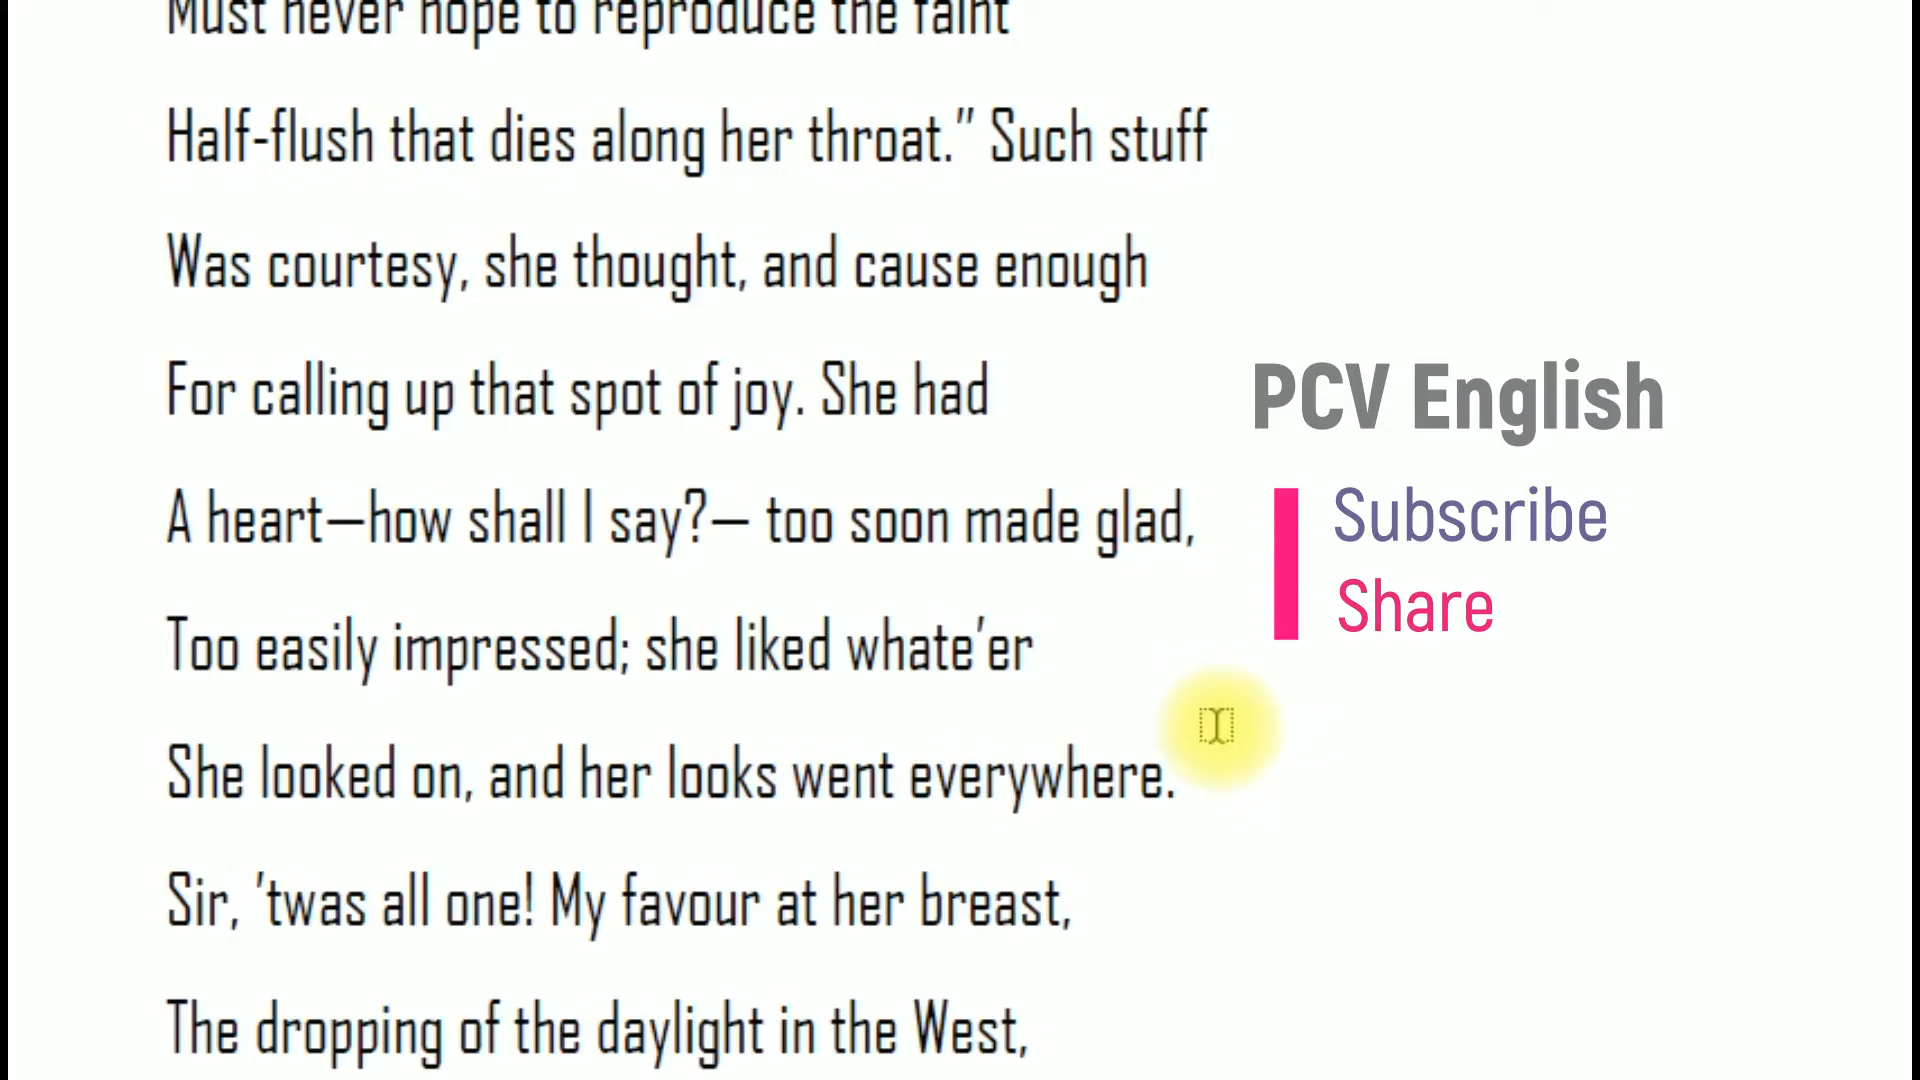 Must never hope to reproduce the faint
Half-flush that dies along her throat.” Such stuff
Was courtesy, she thought, and cause enough
For calling up that spot of joy. She had
A heart—how shall I say?— too soon made glad,
Too easily impressed; she liked whate’er
She looked on, and her looks went everywhere.
Sir, ’twas all one! My favour at her breast,
The dropping of the daylight in the West,
PCV English
Subscribe
Share